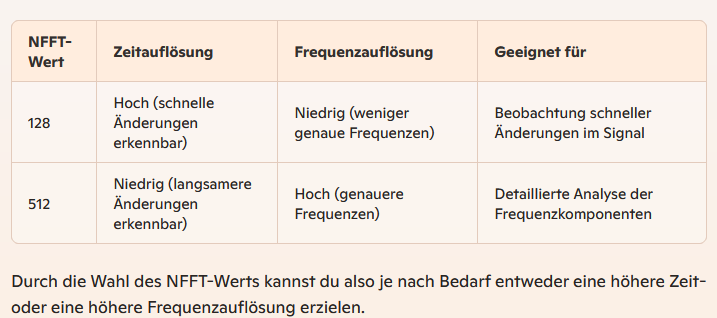 NFFT-
Wert
Zeitauflösung
Frequenzauflösung
Geeignet für
128
Hoch (schnelle
Änderungen
erkennbar)
Niedrig (weniger
genaue Frequenzen)
Beobachtung schneller
Änderungen im Signal
512
Niedrig (langsamere
Änderungen
erkennbar)
Hoch (genauere
Frequenzen)
Detaillierte Analyse der
Frequenzkomponenten
Durch die Wahl des NFFT-Werts kannst du also je nach Bedarf entweder eine höhere Zeit-
oder eine höhere Frequenzauflösung erzielen.